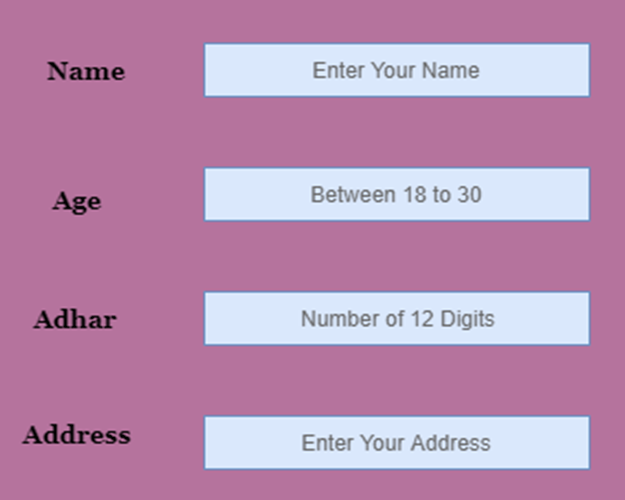 Name
Enter Your Name
Age
Between 18 to 30
Adhar
Number of 12 Digits
Address
Enter Your Address